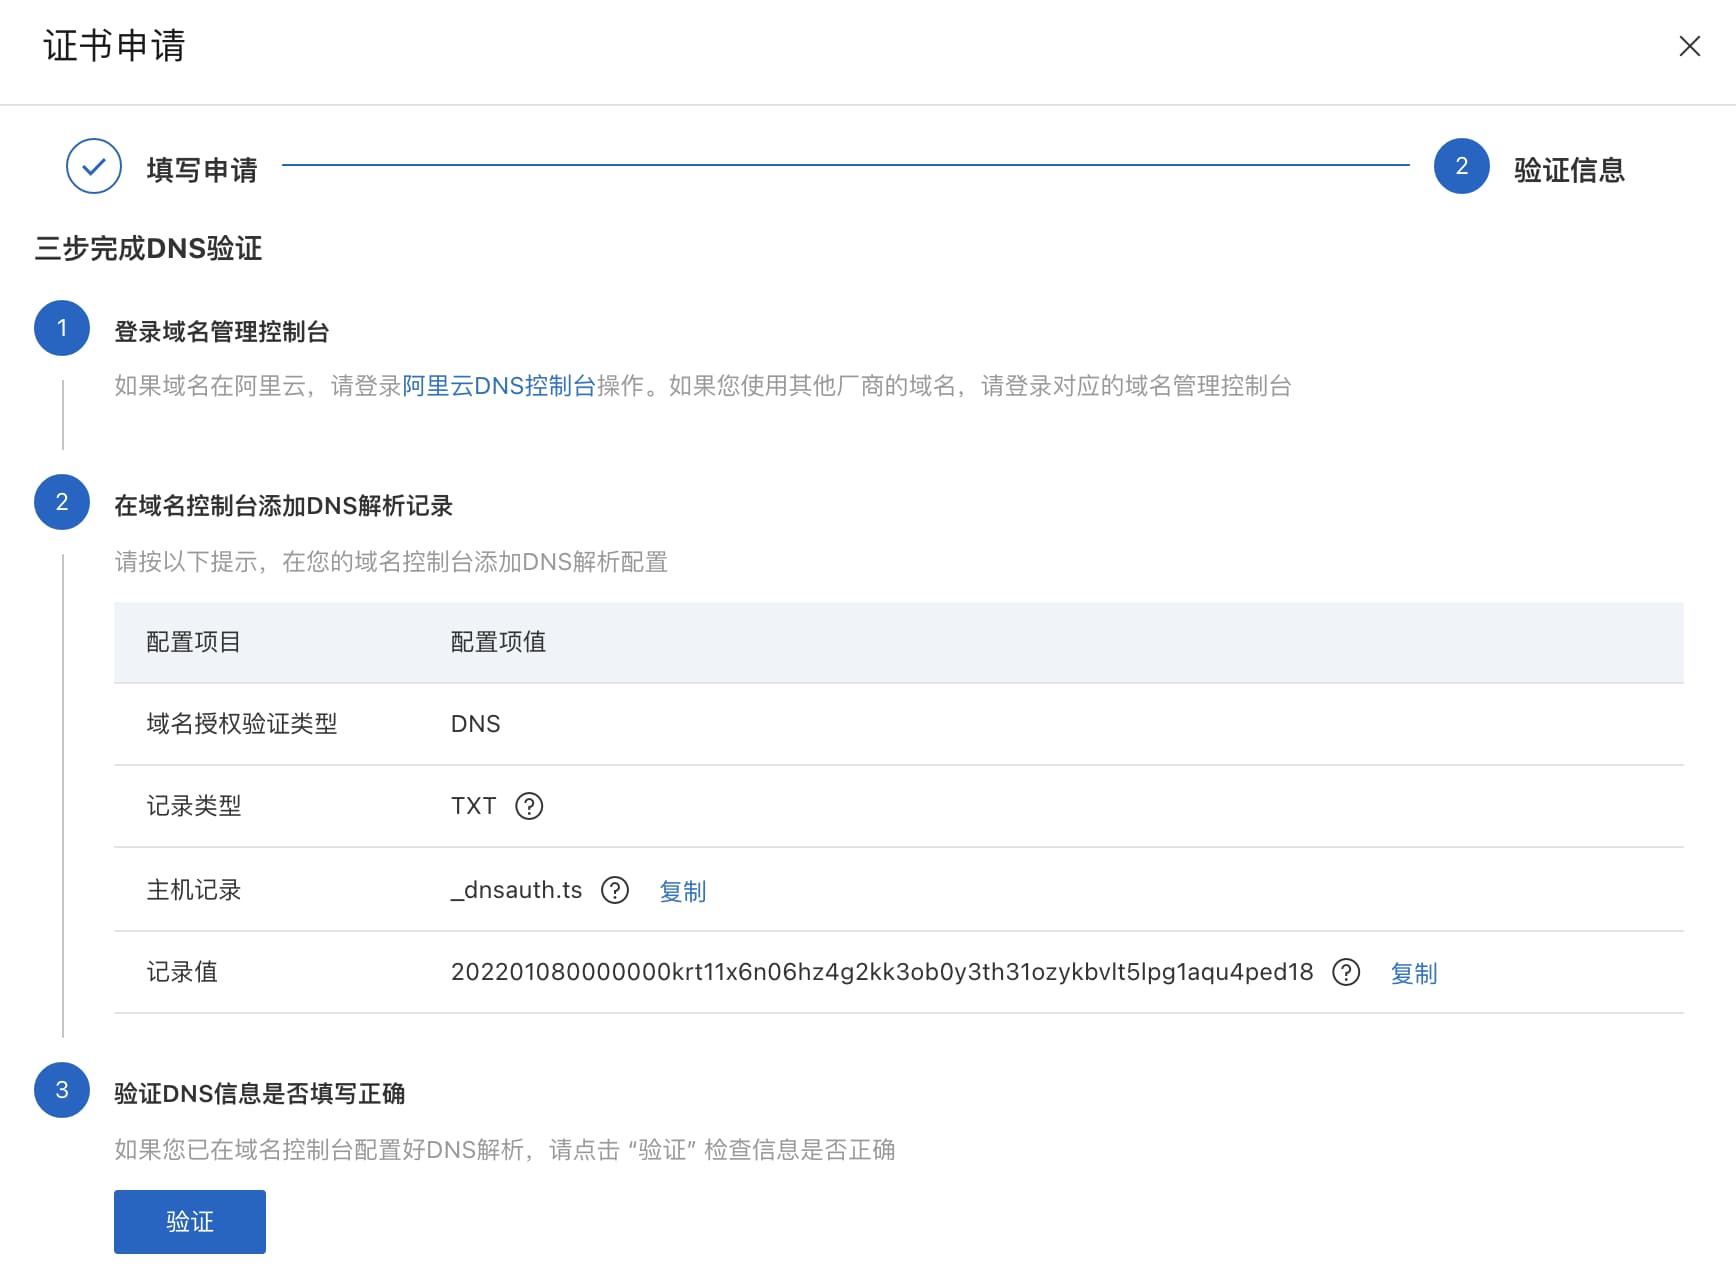 证书申请
填写申请
2 验证信息
三步完成DNS验证
1 登录域名管理控制台
如果域名在阿里云，请登录阿里云DNS控制台操作。如果您使用其他厂商的域名，请登录对应的域名管理控制台
2 在域名控制台添加DNS解析记录
请按以下提示，在您的域名控制台添加DNS解析配置
配置项目 配置项值
域名授权验证类型 DNS
记录类型 TXT ?
主机记录 _dnsauth.ts ? 复制
记录值 202201080000000krt11x6n06hz4g2kk3ob0y3th31ozykbvlt5lpg1aqu4ped18 ? 复制
3 验证DNS信息是否填写正确
如果您已在域名控制台配置好DNS解析，请点击 “验证” 检查信息是否正确
验证